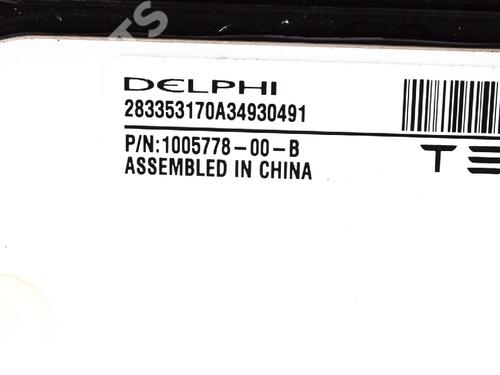 DELPHI
283353170A34930491
P/N:1005778-00-B
ASSEMBLED IN CHINA